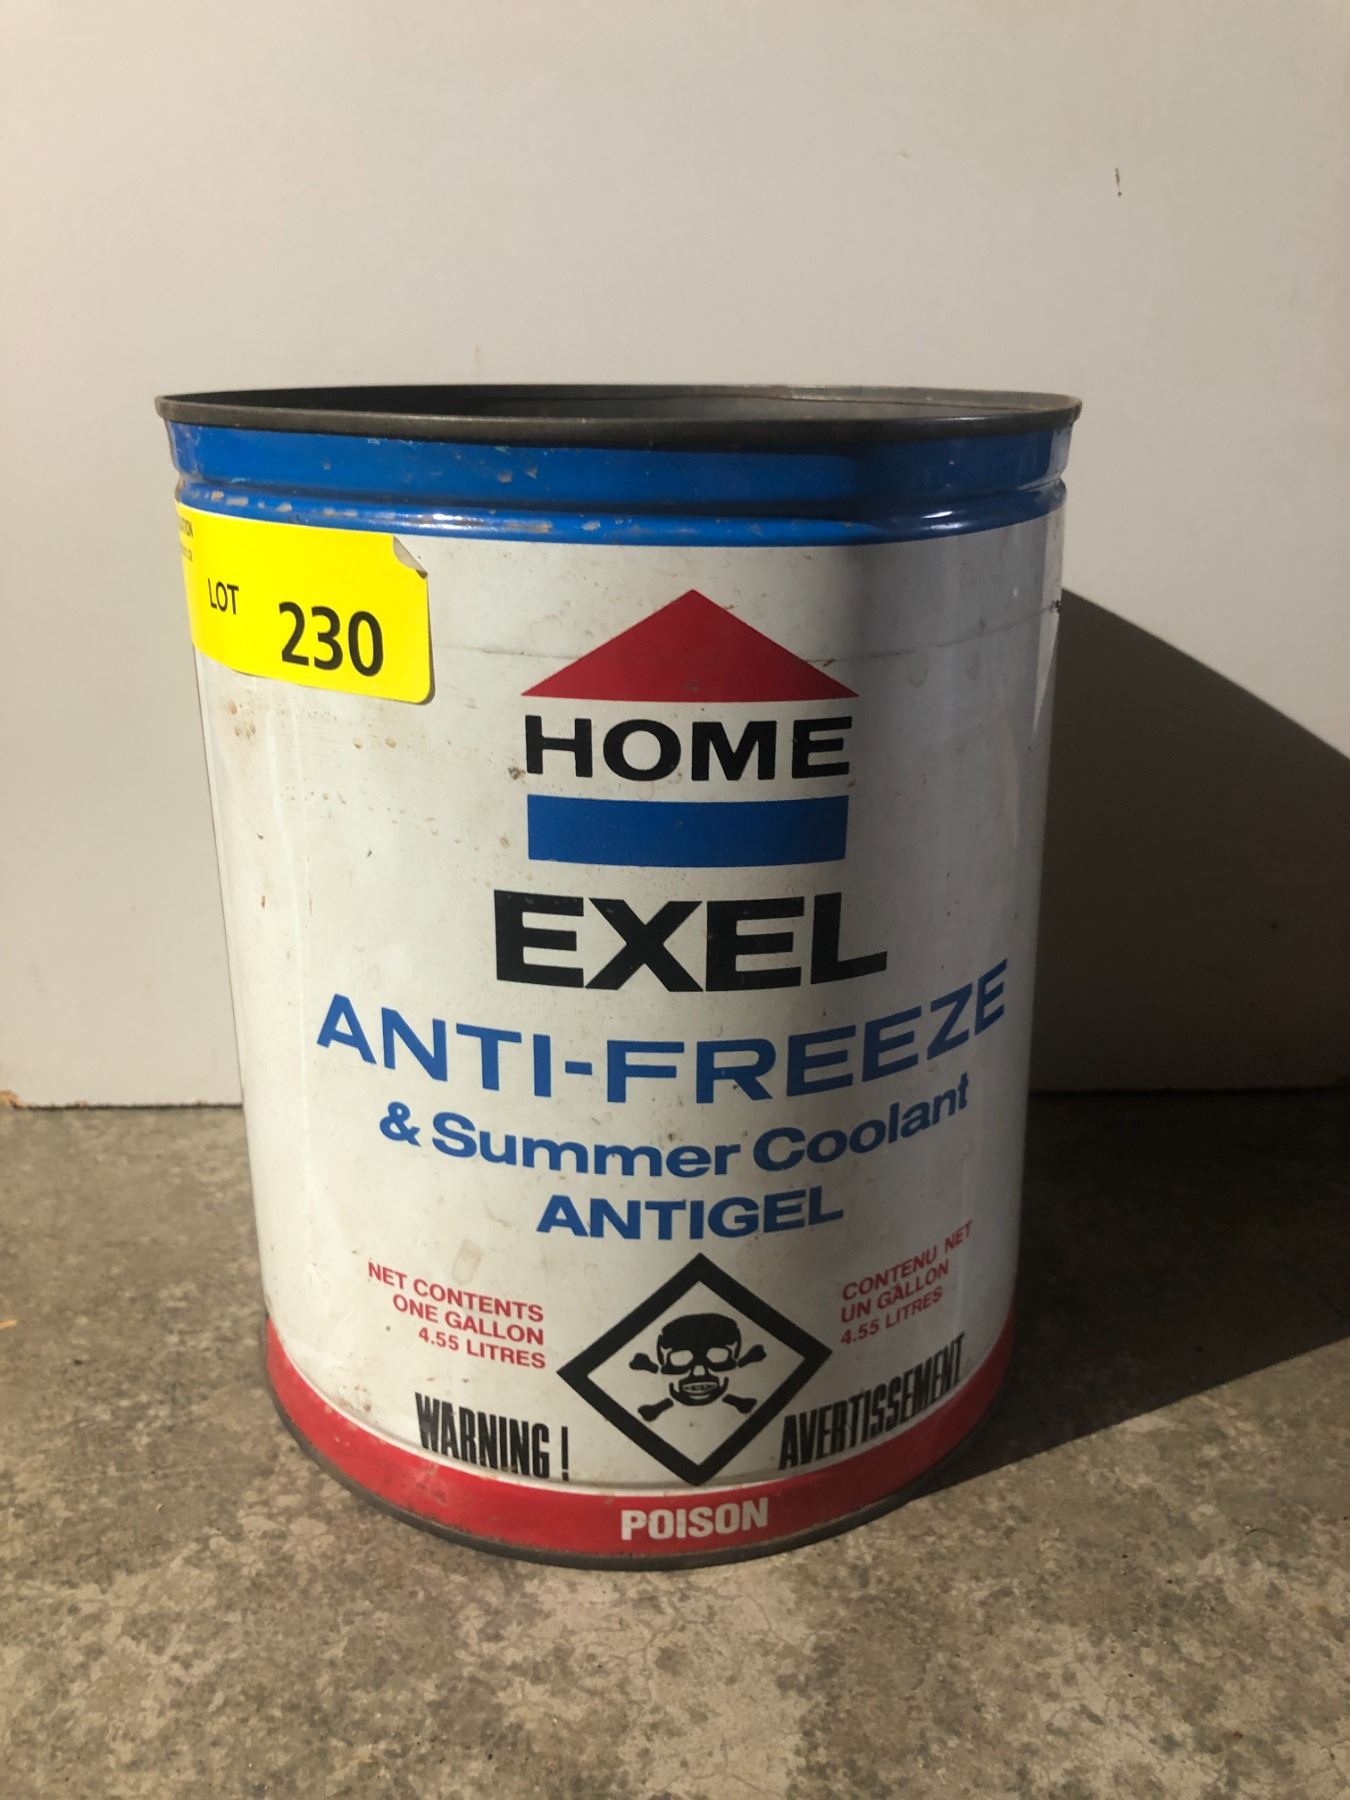 LOT 230
HOME
EXEL
ANTI-FREEZE
& Summer Coolant
ANTIGEL
NET CONTENTS
ONE GALLON
4.55 LITRES
CONTENU NET
UN GALLON
4.55 LITRES
WARNING!
AVERTISSEMENT
POISON